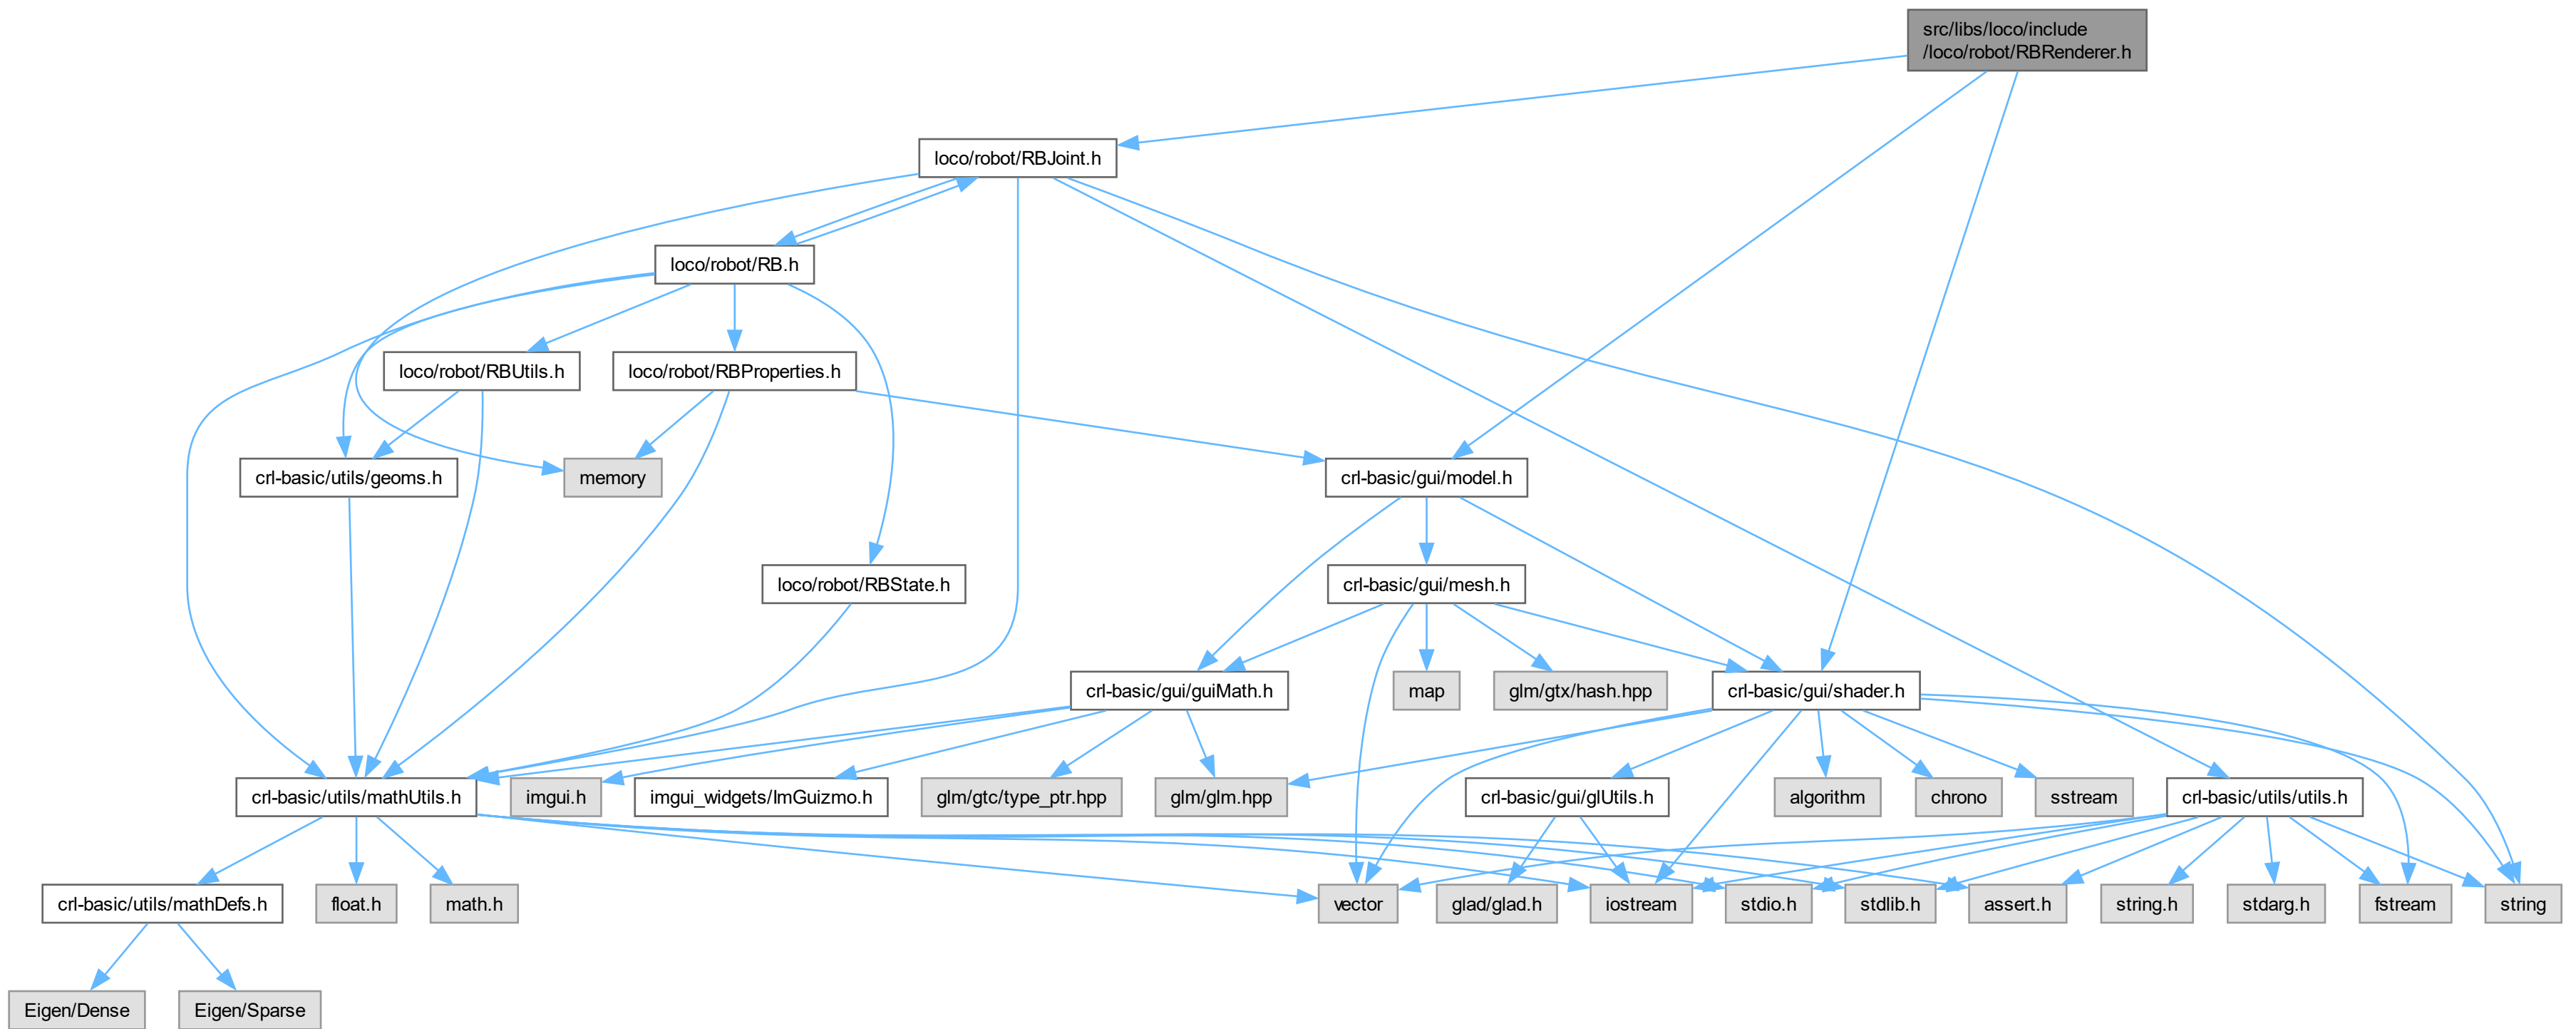 src/libs/loco/include
/loco/robot/RBRenderer.h
loco/robot/RBJoint.h
loco/robot/RB.h
loco/robot/RBUtils.h
loco/robot/RBProperties.h
crl-basic/utils/geoms.h
memory
crl-basic/gui/model.h
loco/robot/RBState.h
crl-basic/gui/mesh.h
crl-basic/gui/guiMath.h
map
glm/gtx/hash.hpp
crl-basic/gui/shader.h
crl-basic/utils/mathUtils.h
imgui.h
imgui_widgets/ImGuizmo.h
glm/gtc/type_ptr.hpp
glm/glm.hpp
crl-basic/gui/glUtils.h
algorithm
chrono
sstream
crl-basic/utils/utils.h
crl-basic/utils/mathDefs.h
float.h
math.h
vector
glad/glad.h
iostream
stdio.h
stdlib.h
assert.h
string.h
stdarg.h
fstream
string
Eigen/Dense
Eigen/Sparse